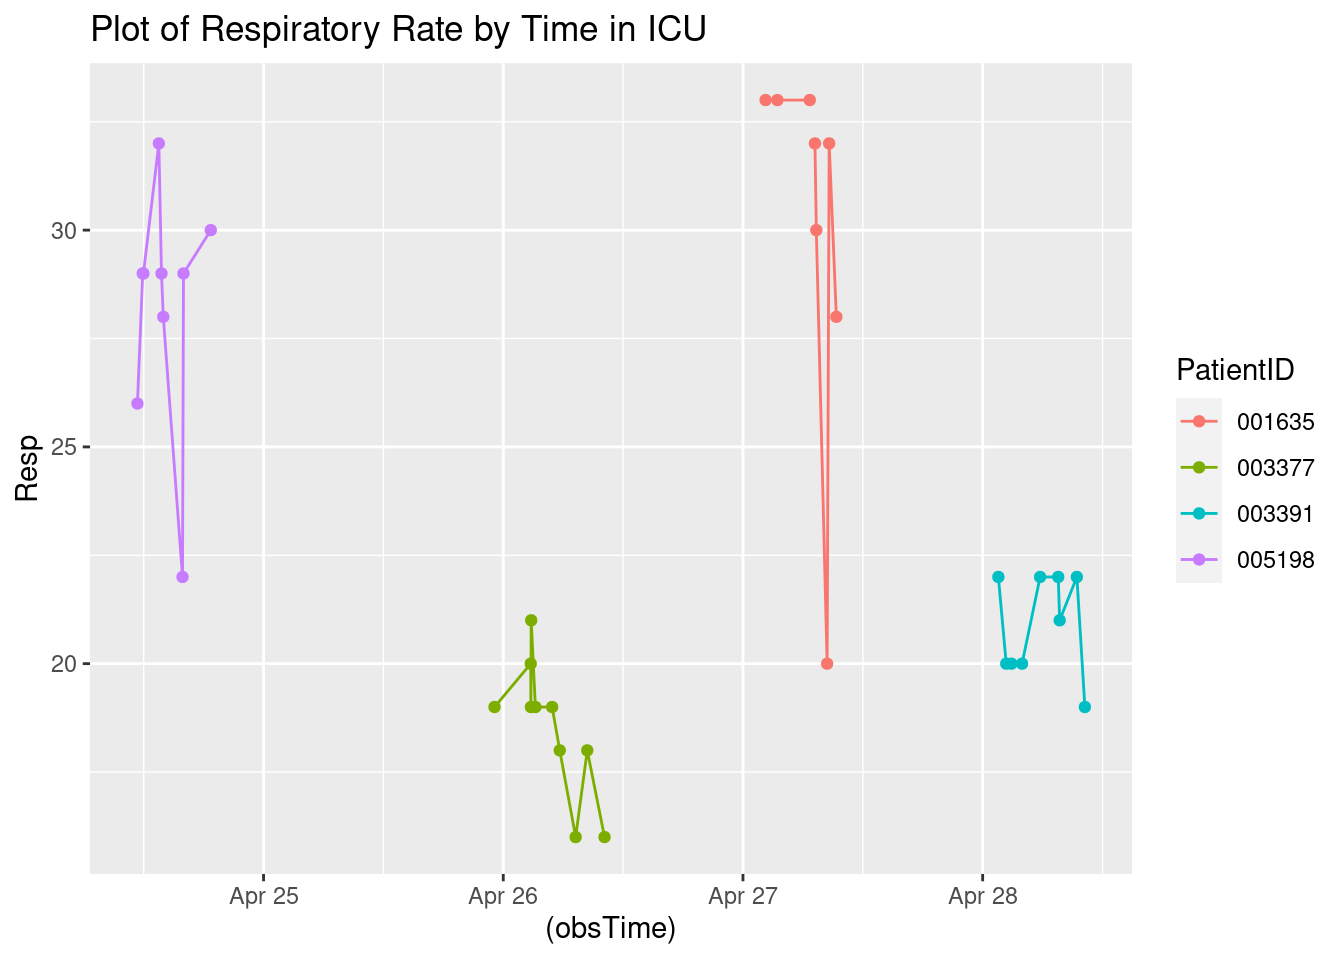 Plot of Respiratory Rate by Time in ICU
30
25
20
Resp
Apr 25
Apr 26
Apr 27
Apr 28
(obsTime)
PatientID
001635
003377
003391
005198